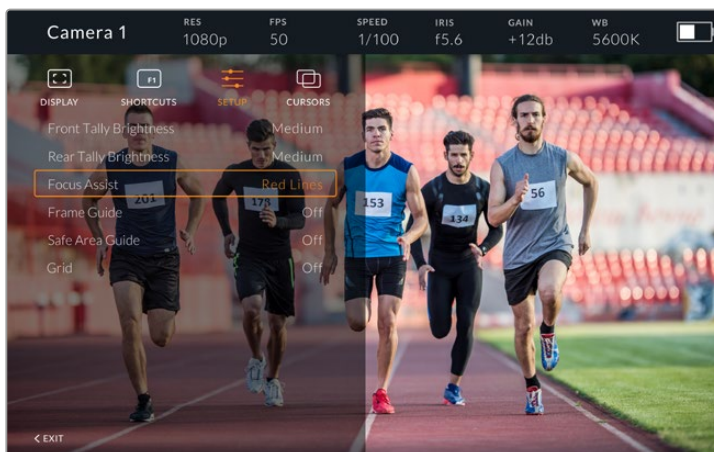 Camera 1
RES FPS SPEED IRIS GAIN WB
1080p 50 1/100 f5.6 +12db 5600K
F1
DISPLAY SHORTCUTS SETUP CURSORS
Front Tally Brightness Medium
Rear Tally Brightness Medium
Focus Assist Red Lines
Frame Guide Off
Safe Area Guide Off
Grid Off
201 178 153 134 56
< EXIT